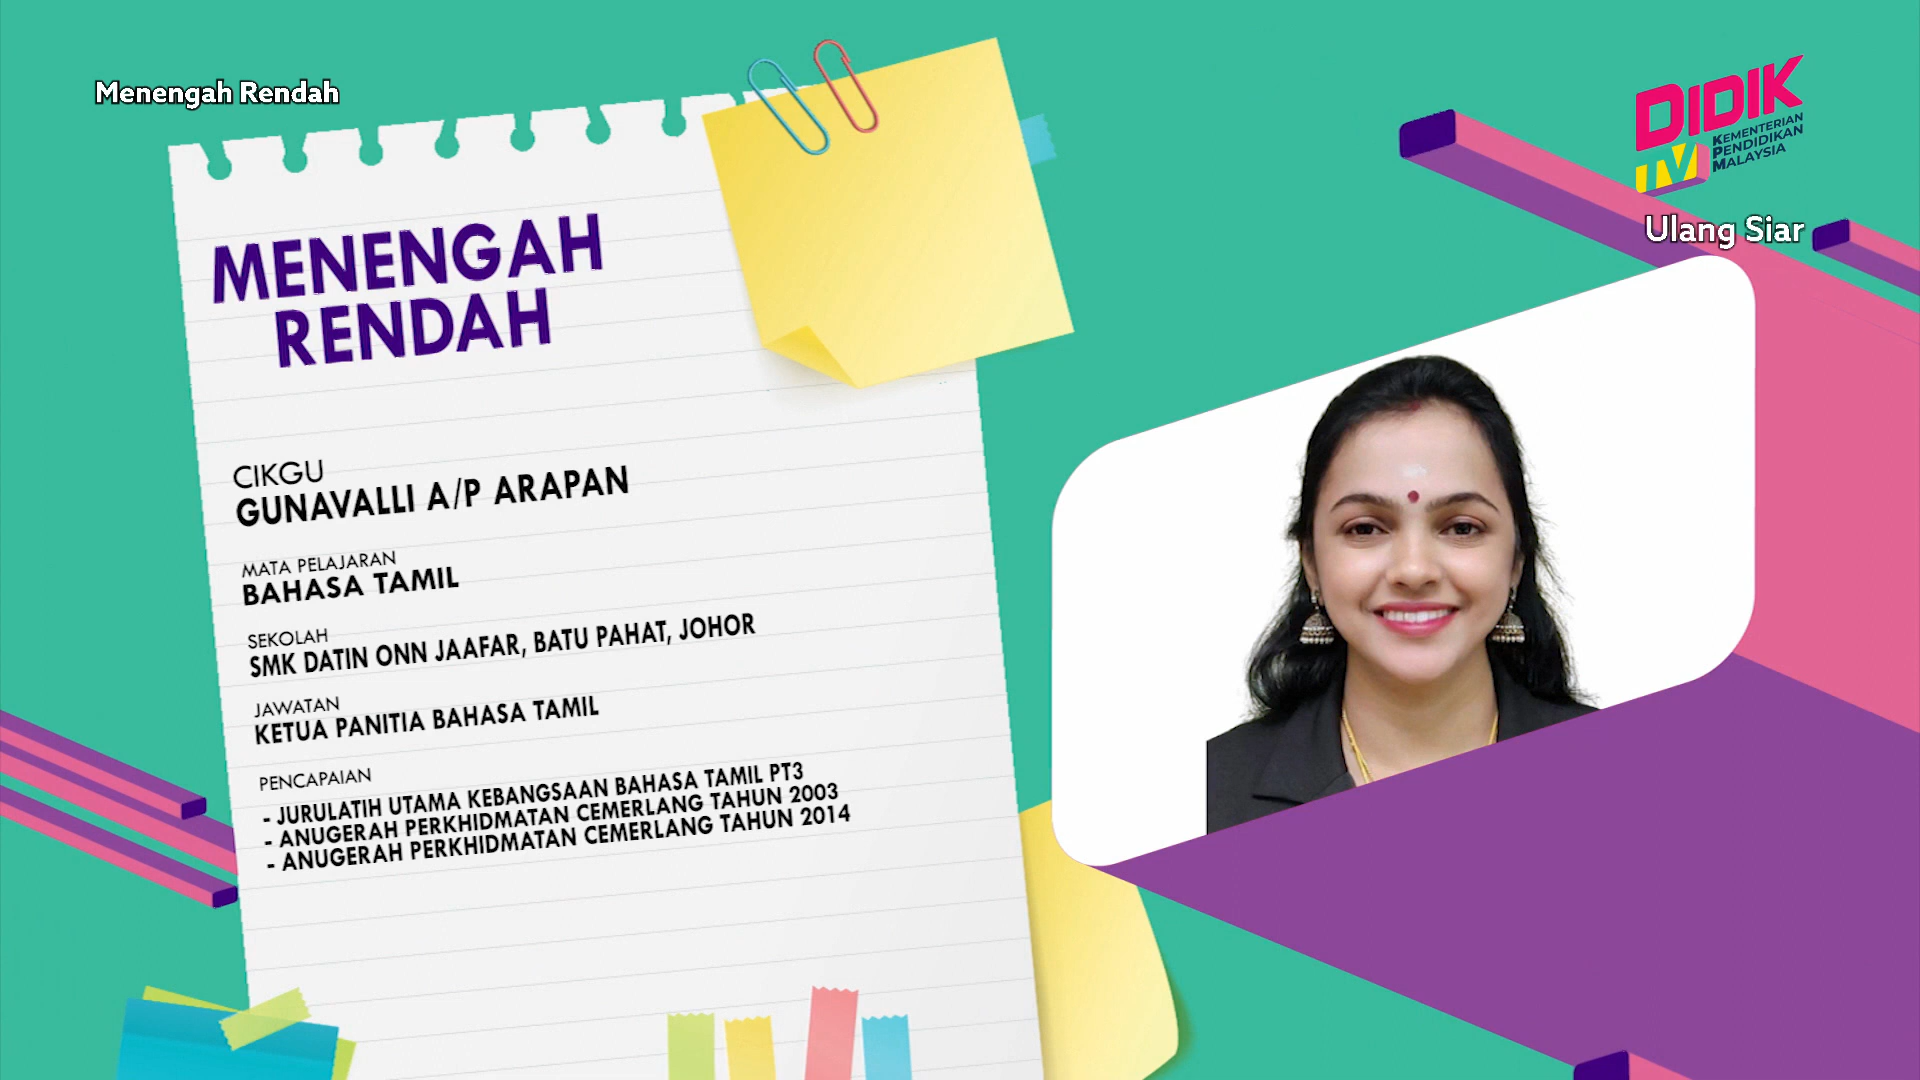 Menengah Rendah
DIDIK
TV
KEMENTERIAN
PENDIDIKAN
MALAYSIA
Ulang Siar
MENENGAH
RENDAH
CIKGU
GUNAVALLI A/P ARAPAN
MATA PELAJARAN
BAHASA TAMIL
SEKOLAH
SMK DATIN ONN JAAFAR, BATU PAHAT, JOHOR
JAWATAN
KETUA PANITIA BAHASA TAMIL
PENCAPAIAN
- JURULATIH UTAMA KEBANGSAAN BAHASA TAMIL PT3
- ANUGERAH PERKHIDMATAN CEMERLANG TAHUN 2003
- ANUGERAH PERKHIDMATAN CEMERLANG TAHUN 2014